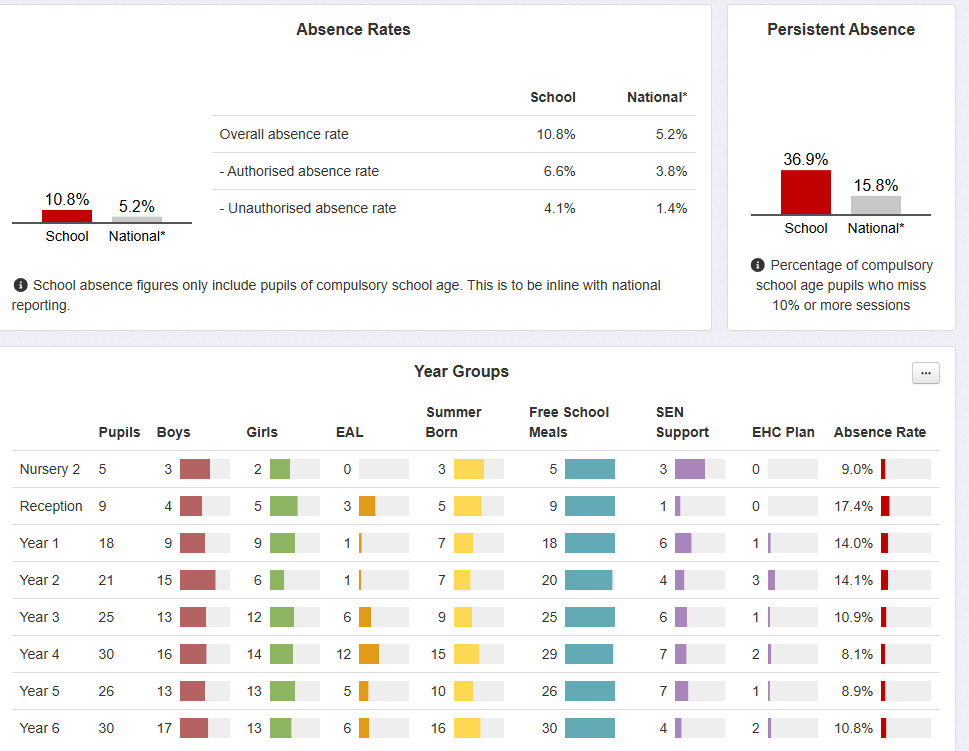 Absence Rates
School National*
Overall absence rate 10.8% 5.2%
- Authorised absence rate 6.6% 3.8%
- Unauthorised absence rate 4.1% 1.4%
10.8% 5.2%
School National*
School absence figures only include pupils of compulsory school age. This is to be inline with national
reporting.
Persistent Absence
36.9%
15.8%
School National*
Percentage of compulsory
school age pupils who miss
10% or more sessions
Year Groups
...
Pupils Boys Girls EAL Summer Born Free School Meals SEN Support EHC Plan Absence Rate
Nursery 2 5 3 2 0 3 5 3 0 9.0%
Reception 9 4 5 3 5 9 1 0 17.4%
Year 1 18 9 9 1 7 18 6 1 14.0%
Year 2 21 15 6 1 7 20 4 3 14.1%
Year 3 25 13 12 6 9 25 6 1 10.9%
Year 4 30 16 14 12 15 29 7 2 8.1%
Year 5 26 13 13 5 10 26 7 1 8.9%
Year 6 30 17 13 6 16 30 4 2 10.8%